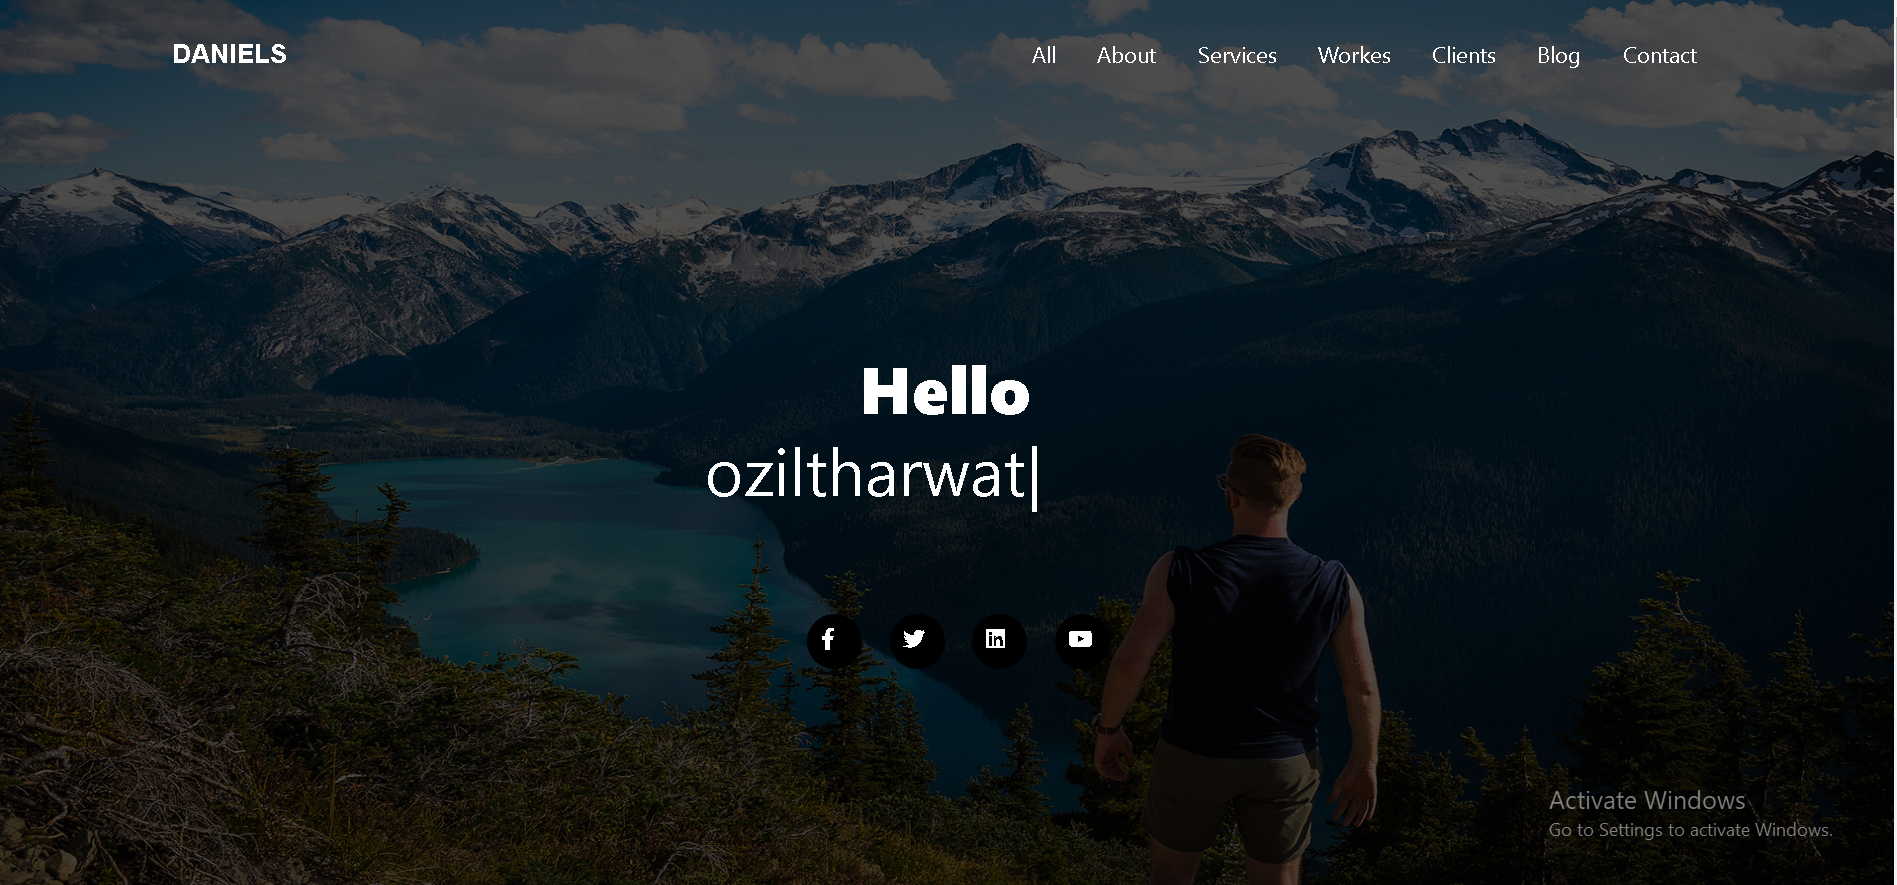 DANIELS
All About Services Workes Clients Blog Contact
Hello
oziltharwat|
Activate Windows
Go to Settings to activate Windows.